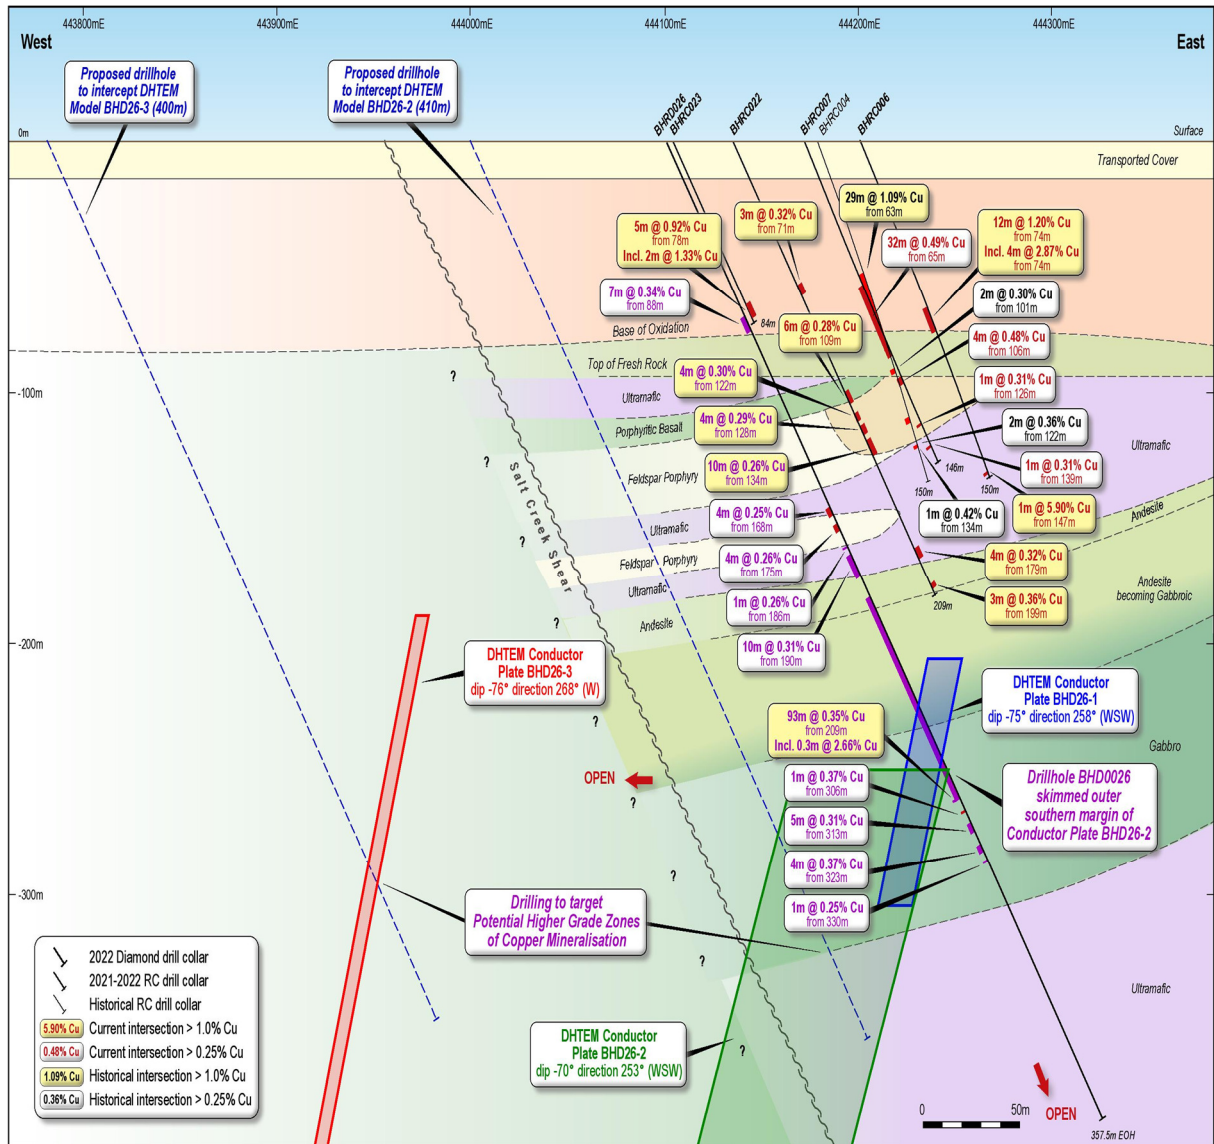 443800mE
443900mE
444000mE
444100mE
444200mE
444300mE
West
East
Proposed drillhole
to intercept DHTEM
Model BHD26-3 (400m)
Proposed drillhole
to intercept DHTEM
Model BHD26-2 (410m)
BHRD026
BHRC023
BHRC022
BHRC007
BHRC004
BHRC006
0m
Surface
Transported Cover
29m @ 1.09% Cu
from 63m
3m @ 0.32% Cu
from 71m
5m @ 0.92% Cu
from 78m
Incl. 2m @ 1.33% Cu
32m @ 0.49% Cu
from 65m
12m @ 1.20% Cu
from 74m
Incl. 4m @ 2.87% Cu
from 74m
7m @ 0.34% Cu
from 88m
2m @ 0.30% Cu
from 101m
84m
Base of Oxidation
6m @ 0.28% Cu
from 109m
4m @ 0.48% Cu
from 106m
Top of Fresh Rock
4m @ 0.30% Cu
from 122m
1m @ 0.31% Cu
from 126m
?
-100m
Ultramafic
4m @ 0.29% Cu
from 128m
2m @ 0.36% Cu
from 122m
Porphyritic Basalt
Ultramafic
?
Salt Creek Shear
10m @ 0.26% Cu
from 134m
1m @ 0.31% Cu
from 139m
Feldspar Porphyry
146m
150m
150m
4m @ 0.25% Cu
from 168m
1m @ 0.42% Cu
from 134m
1m @ 5.90% Cu
from 147m
Andesite
Ultramafic
?
4m @ 0.26% Cu
from 175m
4m @ 0.32% Cu
from 179m
Feldspar Porphyry
Andesite
becoming Gabbroic
Ultramafic
1m @ 0.26% Cu
from 186m
209m
3m @ 0.36% Cu
from 199m
?
Andesite
10m @ 0.31% Cu
from 190m
-200m
DHTEM Conductor
Plate BHD26-3
dip -76° direction 268° (W)
DHTEM Conductor
Plate BHD26-1
dip -75° direction 258° (WSW)
?
93m @ 0.35% Cu
from 209m
Incl. 0.3m @ 2.66% Cu
Gabbro
OPEN
1m @ 0.37% Cu
from 306m
Drillhole BHD0026
skimmed outer
southern margin of
Conductor Plate BHD26-2
?
5m @ 0.31% Cu
from 313m
4m @ 0.37% Cu
from 323m
?
-300m
1m @ 0.25% Cu
from 330m
Drilling to target
Potential Higher Grade Zones
of Copper Mineralisation
?
2022 Diamond drill collar
2021-2022 RC drill collar
Historical RC drill collar
5.90% Cu Current intersection > 1.0% Cu
0.48% Cu Current intersection > 0.25% Cu
1.09% Cu Historical intersection > 1.0% Cu
0.36% Cu Historical intersection > 0.25% Cu
Ultramafic
DHTEM Conductor
Plate BHD26-2
dip -70° direction 253° (WSW)
?
0
50m
OPEN
357.5m EOH